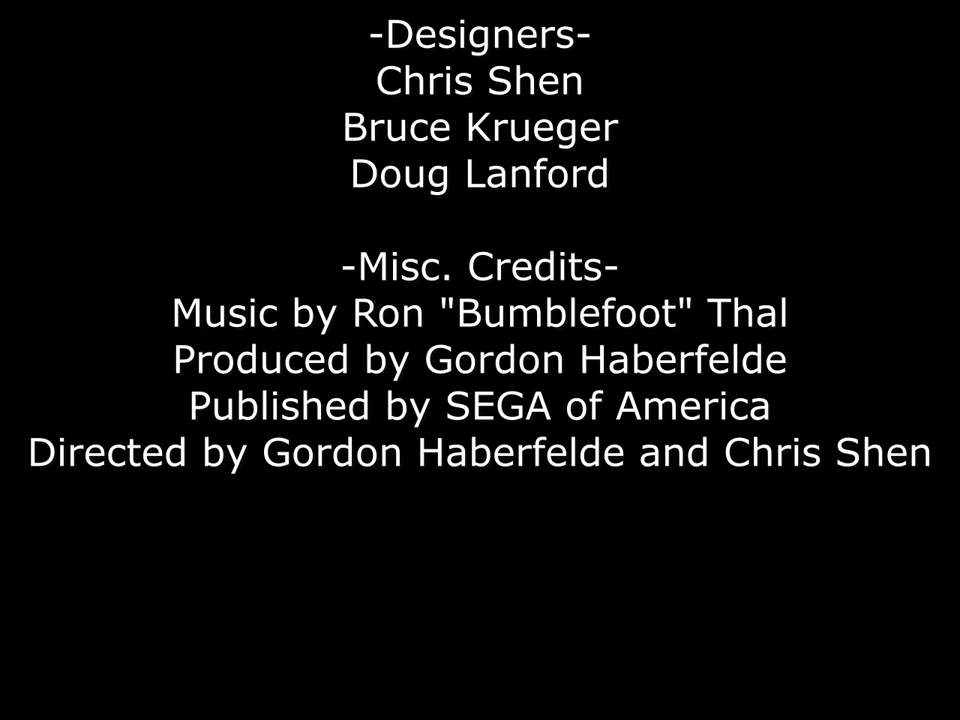 -Designers-
Chris Shen
Bruce Krueger
Doug Lanford
-Misc. Credits-
Music by Ron "Bumblefoot" Thal
Produced by Gordon Haberfelde
Published by SEGA of America
Directed by Gordon Haberfelde and Chris Shen